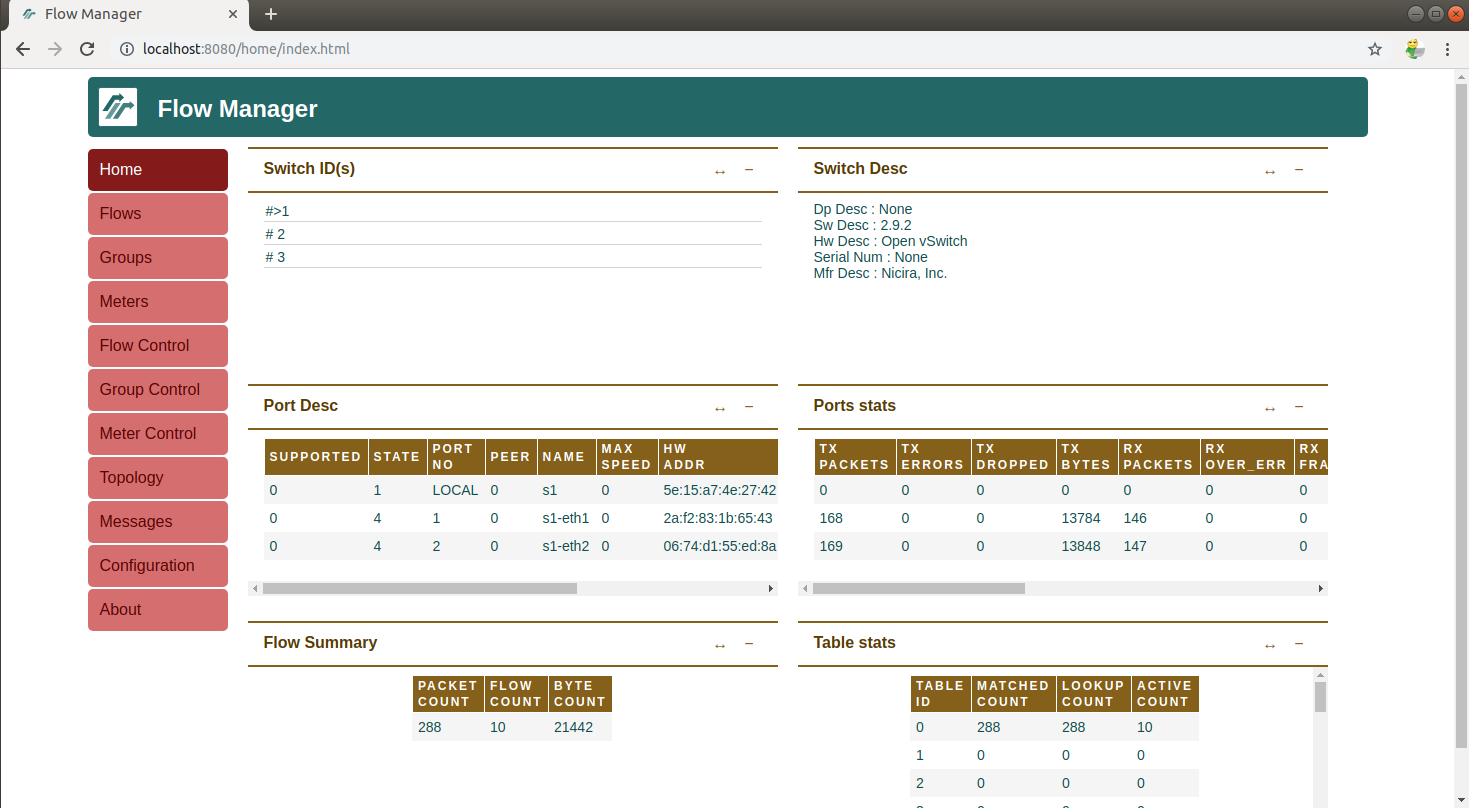 Flow Manager
localhost:8080/home/index.html
Flow Manager
Home
Flows
Groups
Meters
Flow Control
Group Control
Meter Control
Topology
Messages
Configuration
About
Switch ID(s)
#>1
# 2
# 3
Switch Desc
Dp Desc : None
Sw Desc : 2.9.2
Hw Desc : Open vSwitch
Serial Num : None
Mfr Desc : Nicira, Inc.
Port Desc
SUPPORTED STATE PORT NO PEER NAME MAX SPEED HW ADDR
0 1 LOCAL 0 s1 0 5e:15:a7:4e:27:42
0 4 1 0 s1-eth1 0 2a:f2:83:1b:65:43
0 4 2 0 s1-eth2 0 06:74:d1:55:ed:8a
Ports stats
TX PACKETS TX ERRORS TX DROPPED TX BYTES RX PACKETS RX OVER_ERR RX FRA
0 0 0 0 0 0 0
168 0 0 13784 146 0 0
169 0 0 13848 147 0 0
Flow Summary
PACKET COUNT FLOW COUNT BYTE COUNT
288 10 21442
Table stats
TABLE ID MATCHED COUNT LOOKUP COUNT ACTIVE COUNT
0 288 288 10
1 0 0 0
2 0 0 0